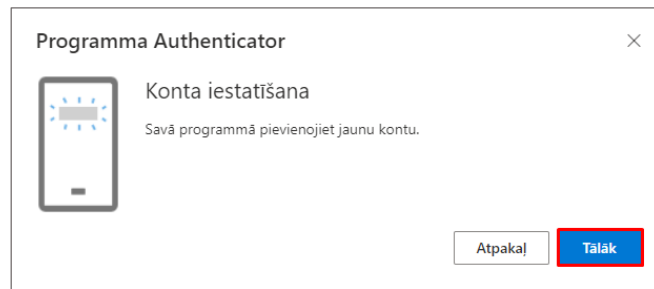 Programma Authenticator
Konta iestatīšana
Savā programmā pievienojiet jaunu kontu.
Atpakaļ
Tālāk